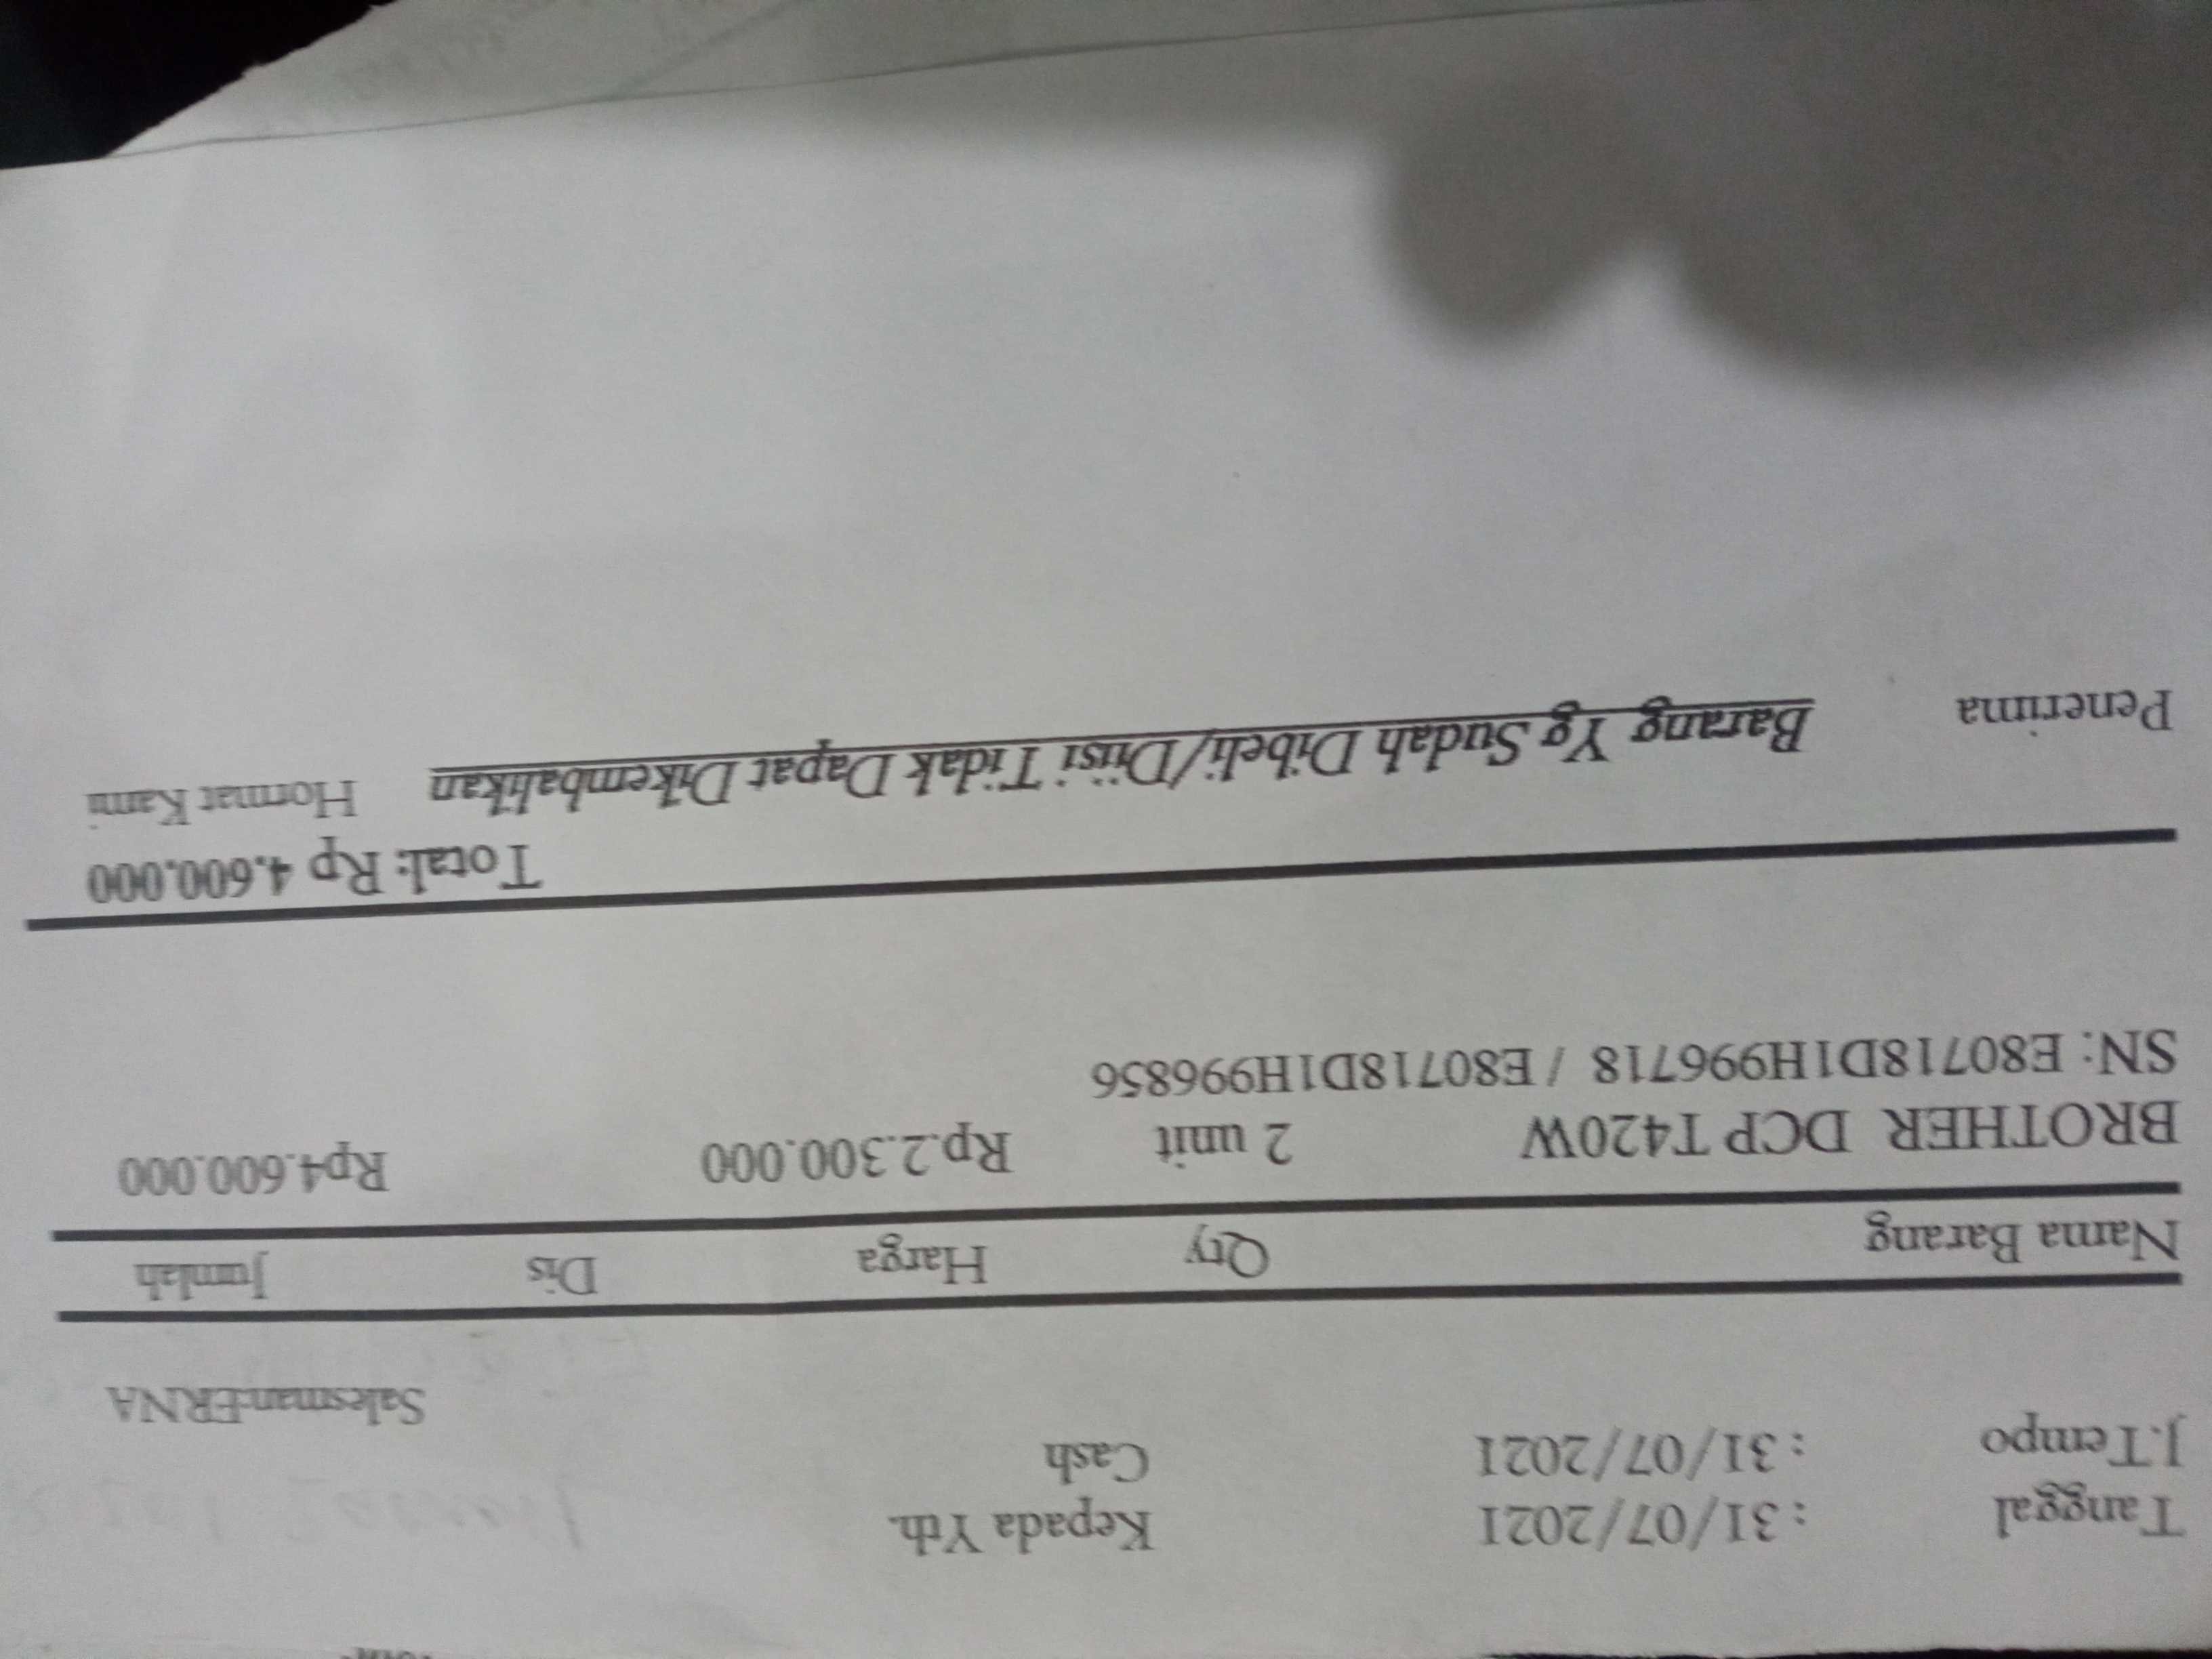 Tanggal : 31/07/2021 Kepada Yth.
J.Tempo : 31/07/2021 Cash Salesman:ERNA
Nama Barang Qty Harga Dis Jumlah
BROTHER DCP T420W 2 unit Rp.2.300.000 Rp4.600.000
SN: E80718D1H996718 / E80718D1H996856
Total: Rp 4.600.000
Penerima Barang Yg Sudah Dibeli/Diisi Tidak Dapat Dikembalikan Hormat Kami